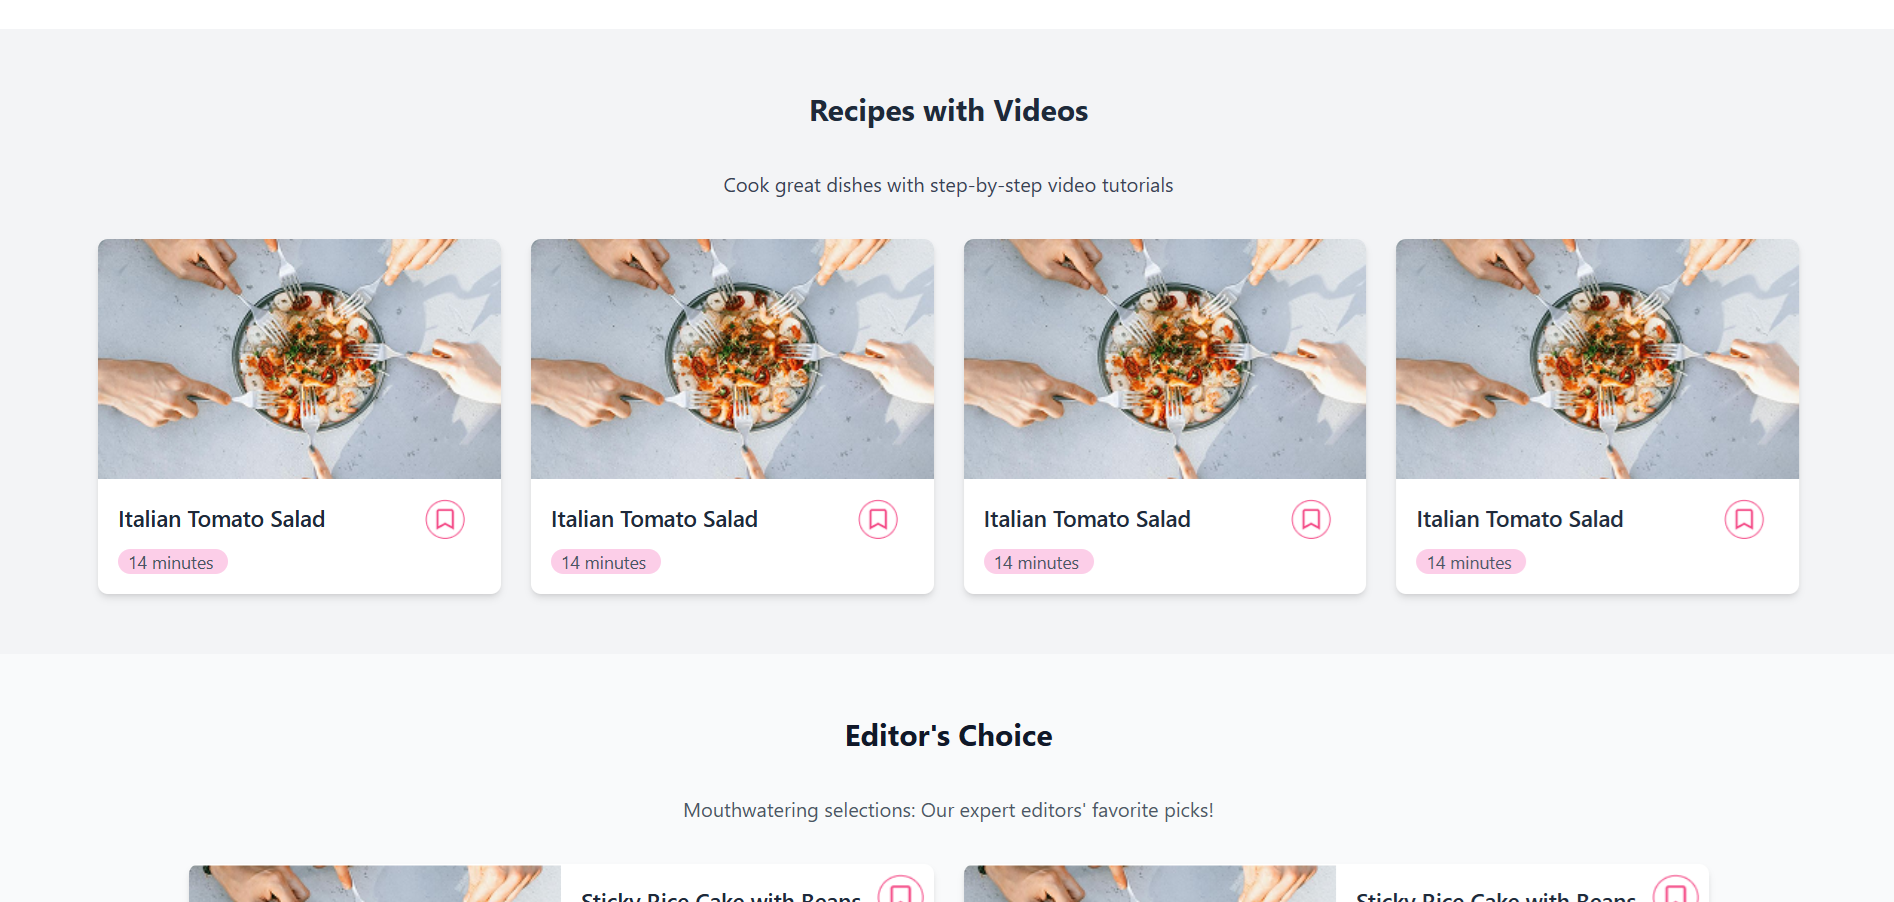 Recipes with Videos
Cook great dishes with step-by-step video tutorials
Italian Tomato Salad
14 minutes
Italian Tomato Salad
14 minutes
Italian Tomato Salad
14 minutes
Italian Tomato Salad
14 minutes
Editor's Choice
Mouthwatering selections: Our expert editors' favorite picks!
Sticky Rice Cake with Beans
Sticky Rice Cake with Beans